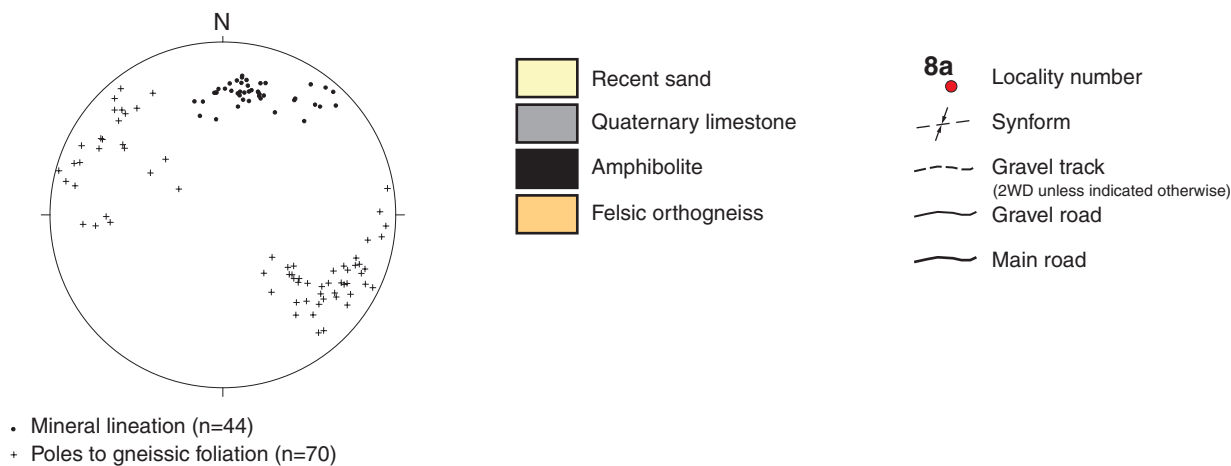 N
Mineral lineation (n=44)
Poles to gneissic foliation (n=70)
Recent sand
Quaternary limestone
Amphibolite
Felsic orthogneiss
8a
Locality number
Synform
Gravel track
(2WD unless indicated otherwise)
Gravel road
Main road